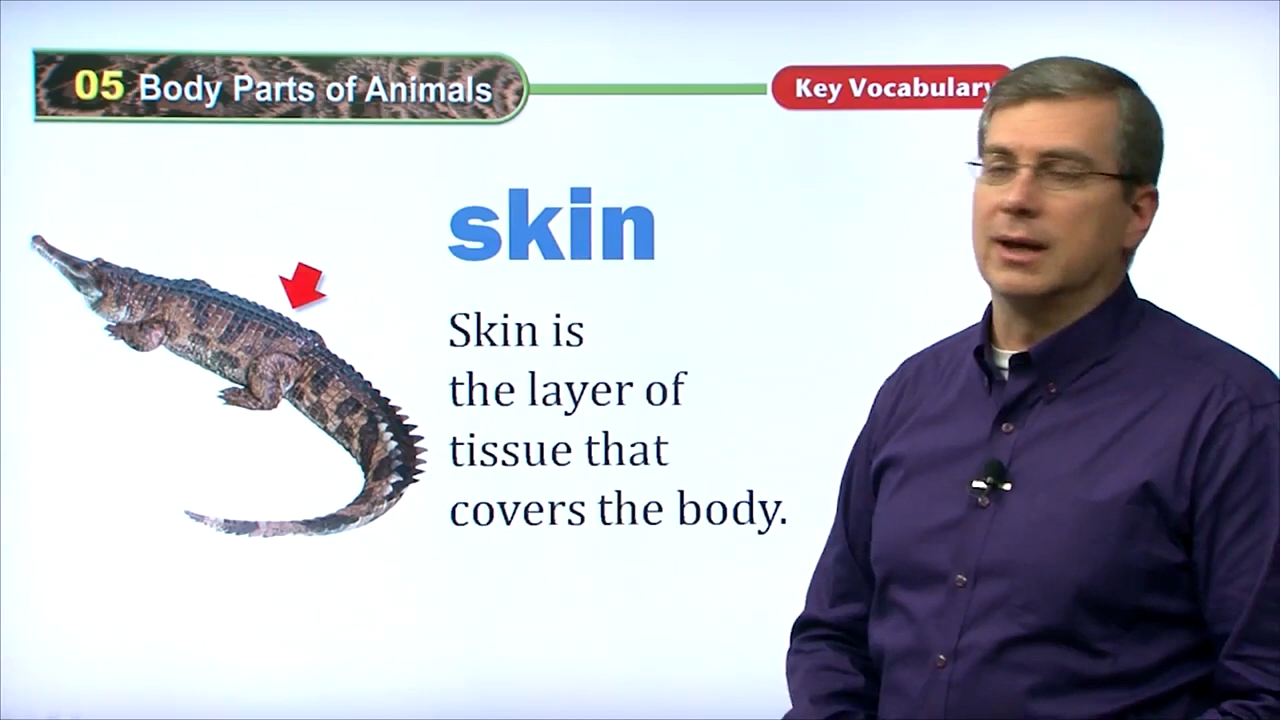 05 Body Parts of Animals
Key Vocabulary
skin
Skin is
the layer of
tissue that
covers the body.